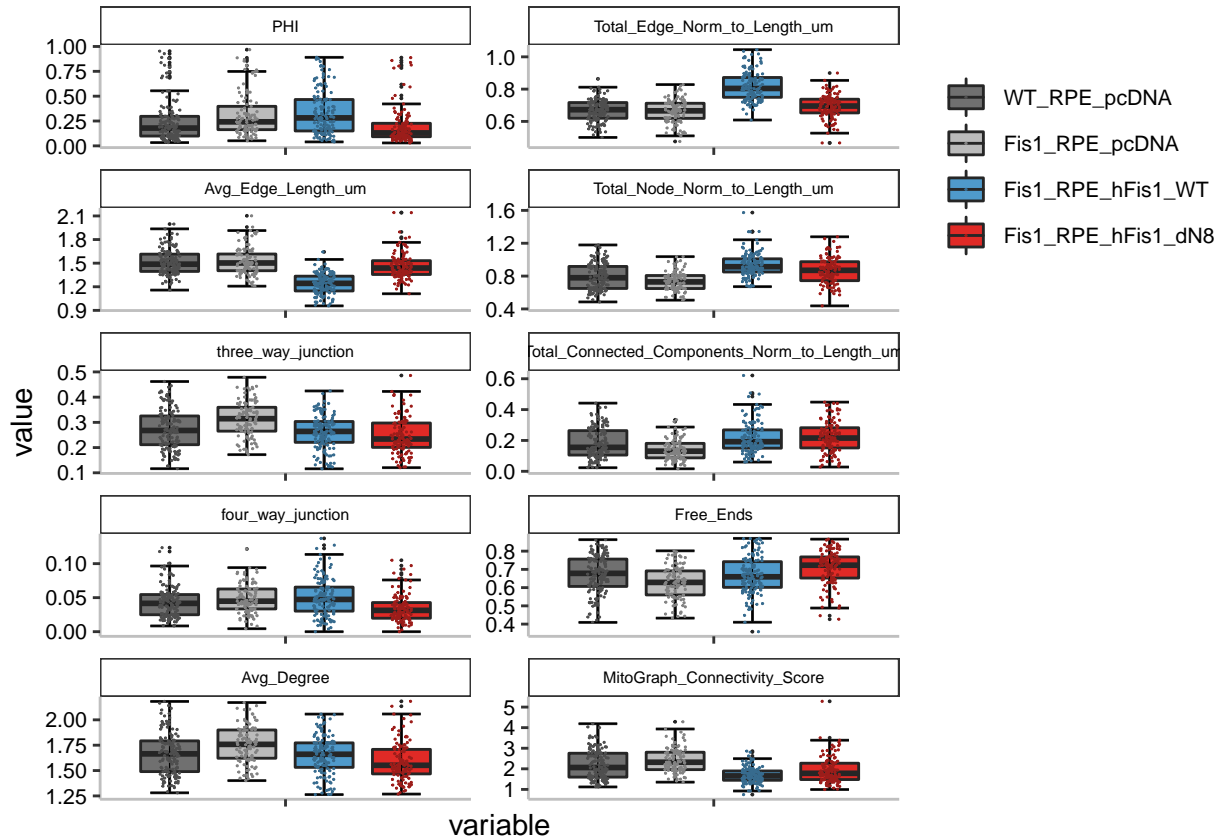 PHI
1.00
0.75
0.50
0.25
0.00
Total_Edge_Norm_to_Length_um
1.0
0.8
0.6
Avg_Edge_Length_um
2.1
1.8
1.5
1.2
0.9
Total_Node_Norm_to_Length_um
1.6
1.2
0.8
0.4
three_way_junction
0.5
0.4
0.3
0.2
0.1
Total_Connected_Components_Norm_to_Length_um
0.6
0.4
0.2
0.0
four_way_junction
0.10
0.05
0.00
Free_Ends
0.8
0.7
0.6
0.5
0.4
Avg_Degree
2.00
1.75
1.50
1.25
MitoGraph_Connectivity_Score
5
4
3
2
1
value
variable
WT_RPE_pcDNA
Fis1_RPE_pcDNA
Fis1_RPE_hFis1_WT
Fis1_RPE_hFis1_dN8